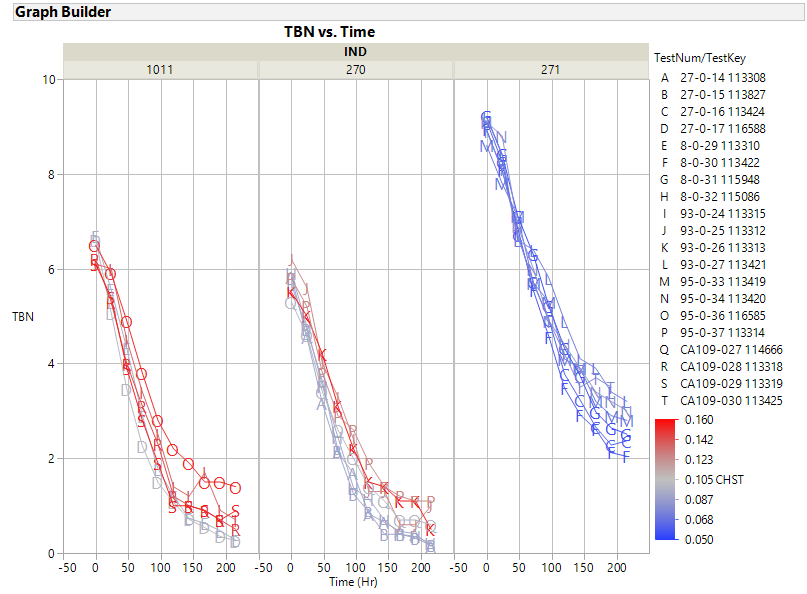 Graph Builder
TBN vs. Time
IND
1011 270 271
TestNum/TestKey
A 27-0-14 113308
B 27-0-15 113827
C 27-0-16 113424
D 27-0-17 116588
E 8-0-29 113310
F 8-0-30 113422
G 8-0-31 115948
H 8-0-32 115086
I 93-0-24 113315
J 93-0-25 113312
K 93-0-26 113313
L 93-0-27 113421
M 95-0-33 113419
N 95-0-34 113420
O 95-0-36 116585
P 95-0-37 113314
Q CA109-027 114666
R CA109-028 113318
S CA109-029 113319
T CA109-030 113425
0.160
0.142
0.123
0.105 CHST
0.087
0.068
0.050
TBN
10
8
6
4
2
0
-50 0 50 100 150 200 -50 0 50 100 150 200 -50 0 50 100 150 200
Time (Hr)